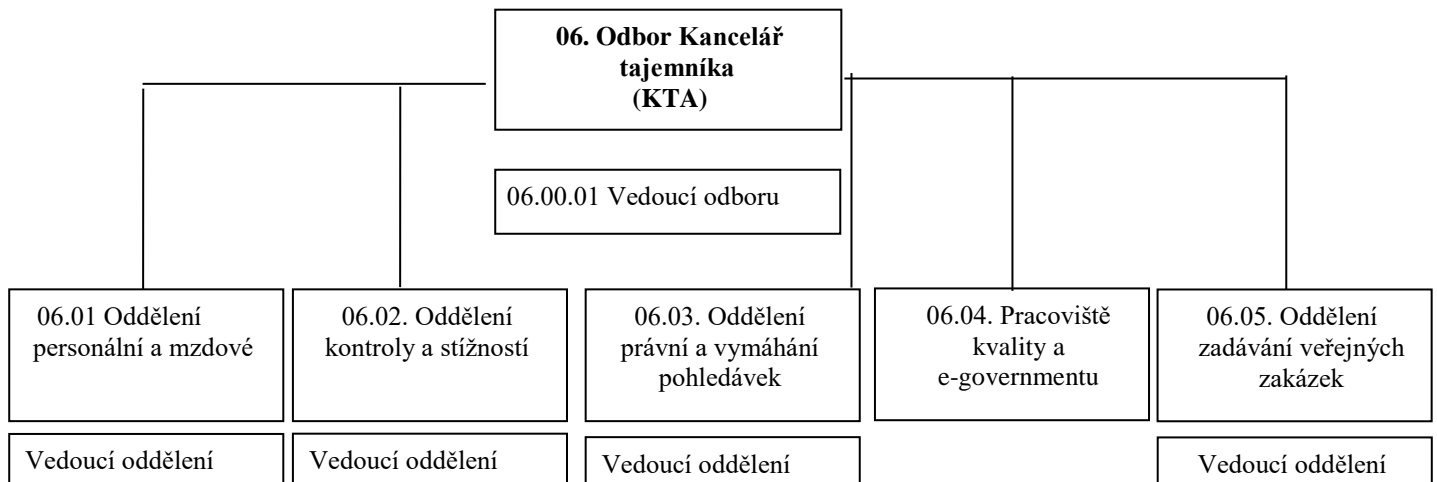 06. Odbor Kancelář
tajemníka
(KTA)
06.00.01 Vedoucí odboru
06.01 Oddělení
personální a mzdové
06.02. Oddělení
kontroly a stížností
06.03. Oddělení
právní a vymáhání
pohledávek
06.04. Pracoviště
kvality a
e-governmentu
06.05. Oddělení
zadávání veřejných
zakázek
Vedoucí oddělení
Vedoucí oddělení
Vedoucí oddělení
Vedoucí oddělení